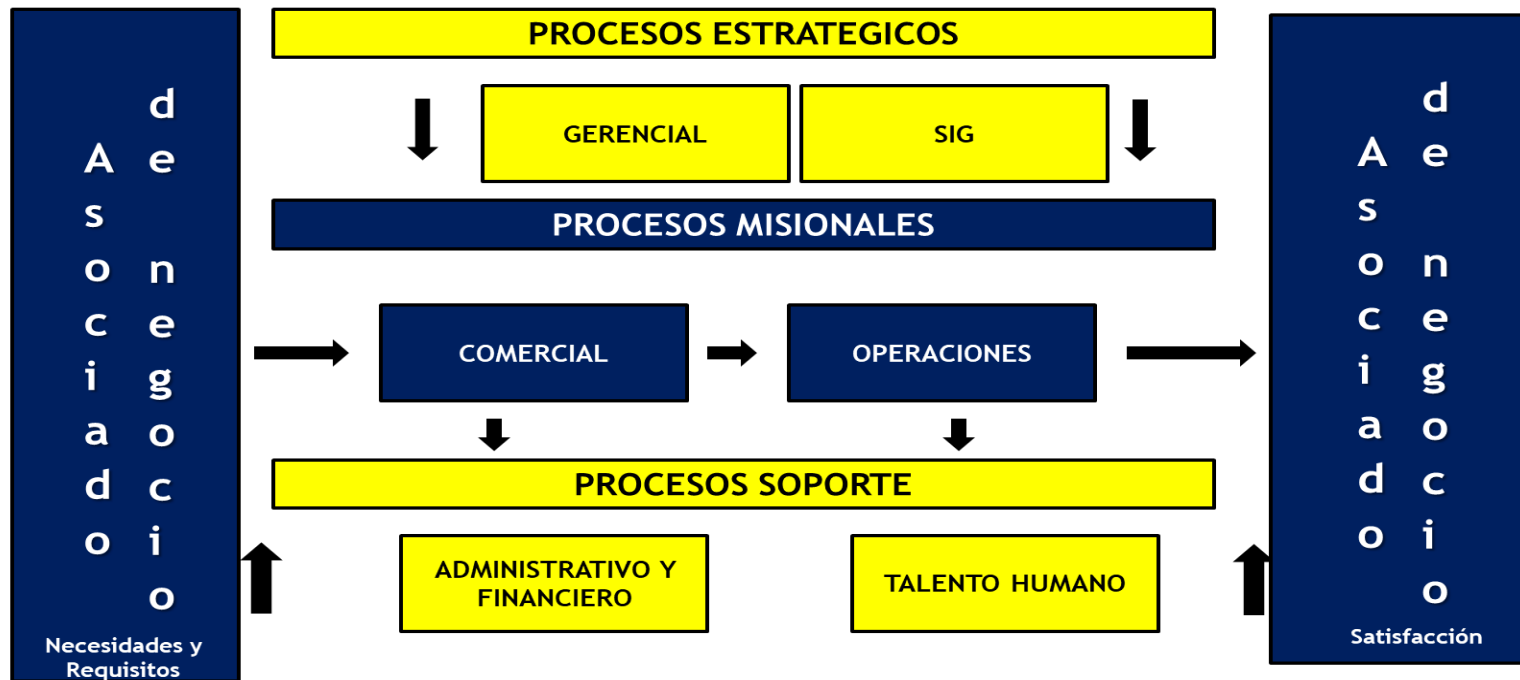 Asociado
de negocio
Necesidades y
Requisitos
PROCESOS ESTRATEGICOS
GERENCIAL
SIG
PROCESOS MISIONALES
COMERCIAL
OPERACIONES
PROCESOS SOPORTE
ADMINISTRATIVO Y
FINANCIERO
TALENTO HUMANO
Asociado
de negocio
Satisfacción